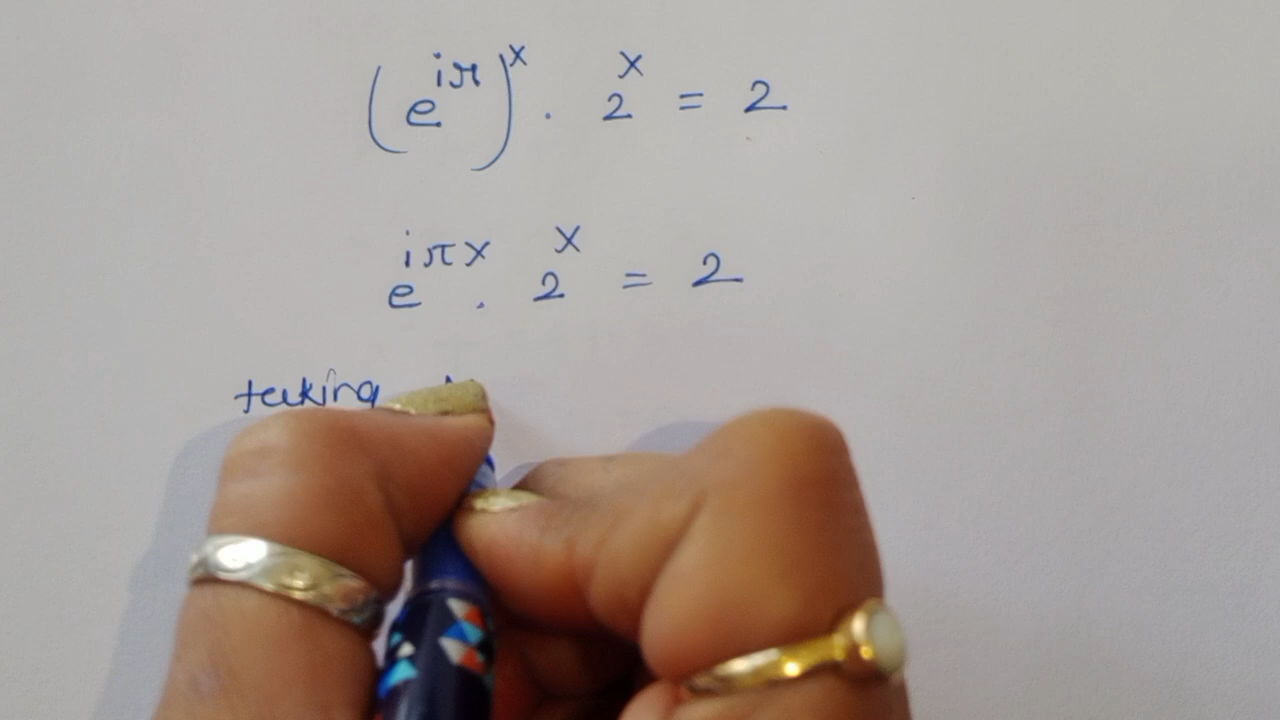 (e^{iπ})^x . 2^x = 2
e^{iπx} . 2^x = 2
taking